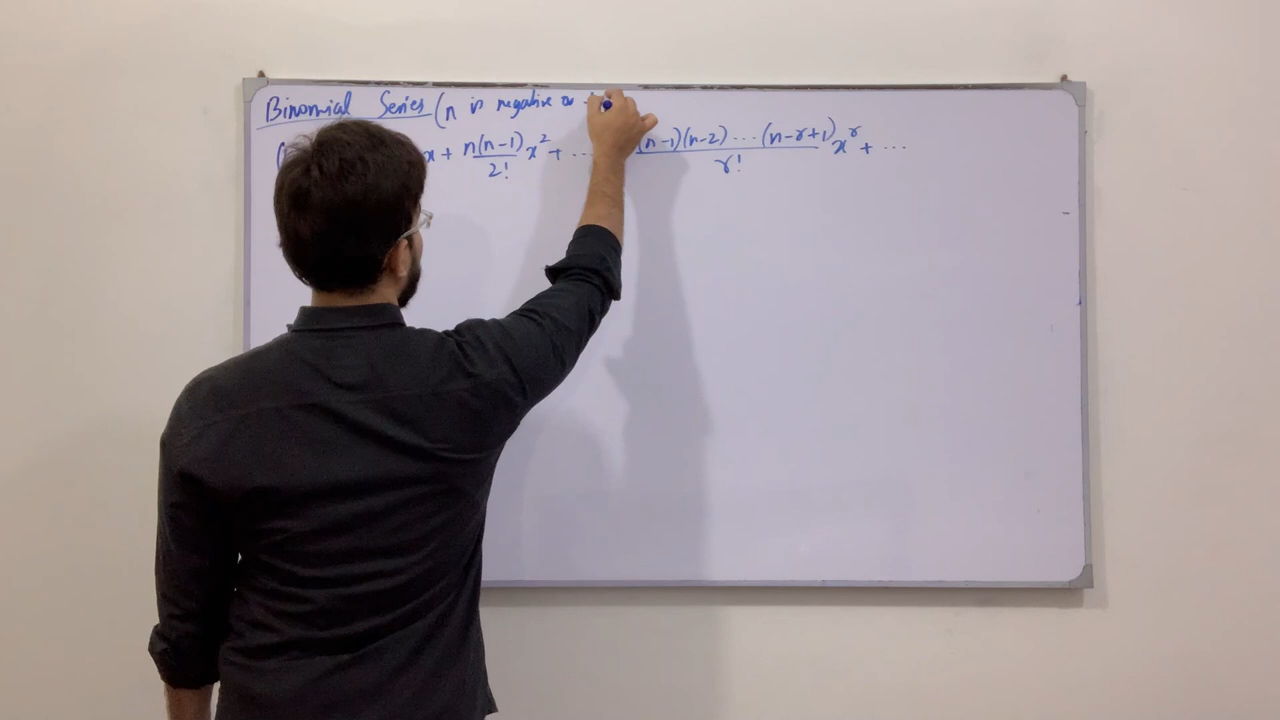 Binomial Series (n is negative or
( x + n(n-1)/2! x² + ... (n-1)(n-2) ... (n-r+1)/r! xʳ + ...